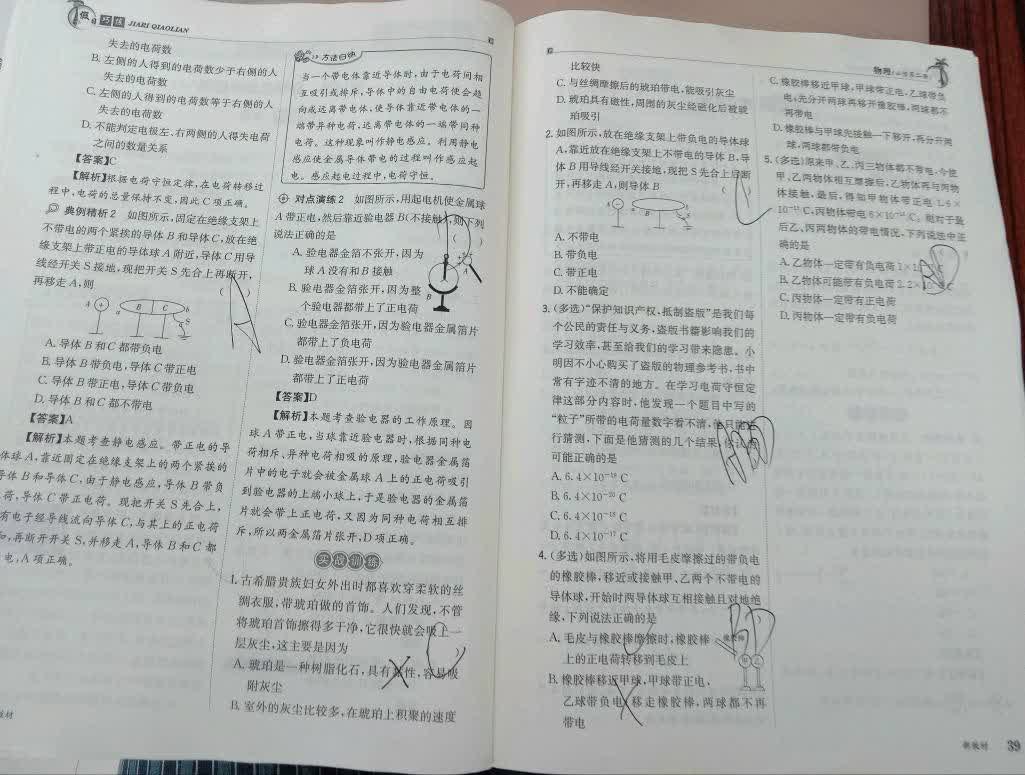 假日巧练 JIARI QIAOLIAN
失去的电荷数
B. 左侧的人得到的电荷数少于右侧的人
失去的电荷数
C. 左侧的人得到的电荷数等于右侧的人
失去的电荷数
D. 不能判定电极左、右两侧的人得失电荷
之间的数量关系
【答案】C
【解析】根据电荷守恒定律,在电荷转移过
程中,电荷的总量保持不变,因此C项正确。
典例精析2 如图所示,固定在绝缘支架上
不带电的两个紧挨的导体B和导体C,放在绝
缘支架上带正电的导体球A附近,导体C用导
线经开关S接地,现把开关S先合上再断开,
再移走A,则 ( )
A a B C b S
A. 导体B和C都带负电
B. 导体B带负电,导体C带正电
C. 导体B带正电,导体C带负电
D. 导体B和C都不带电
【答案】A
【解析】本题考查静电感应。带正电的导
体球A,靠近固定在绝缘支架上的两个紧挨的
导体B和导体C,由于静电感应,导体B带负
荷,导体C带正电荷。现把开关S先合上,
有电子经导线流向导体C,与其上的正电荷
和,再断开开关S,并移走A,导体B和C都
电,A项正确。
方法归纳
当一个带电体靠近导体时,由于电荷间相
互吸引或排斥,导体中的自由电荷便会趋
向或远离带电体,使导体靠近带电体的一
端带异种电荷,远离带电体的一端带同种
电荷。这种现象叫作静电感应。利用静电
感应使金属导体带电的过程叫作感应起
电。感应起电过程中,电荷守恒。
对点演练2 如图所示,用起电机使金属球
A带正电,然后靠近验电器B(不接触),则下列
说法正确的是 ( )
A. 验电器金箔不张开,因为
球A没有和B接触
B. 验电器金箔张开,因为整
个验电器都带上了正电荷
C. 验电器金箔张开,因为验电器金属箔片
都带上了负电荷
D. 验电器金箔张开,因为验电器金属箔片
都带上了正电荷
A
B
【答案】D
【解析】本题考查验电器的工作原理。因
球A带正电,当球靠近验电器时,根据同种电
荷相斥、异种电荷相吸的原理,验电器金属箔
片中的电子就会被金属球A上的正电荷吸引
到验电器的上端小球上,于是验电器的金属箔
片就会带上正电荷,又因为同种电荷相互排
斥,所以两金属箔片张开,D项正确。
实战训练
1. 古希腊贵族妇女外出时都喜欢穿柔软的丝
绸衣服,带琥珀做的首饰。人们发现,不管
将琥珀首饰擦得多干净,它很快就会吸上一
层灰尘,这主要是因为 ( )
A. 琥珀是一种树脂化石,具有黏性,容易吸
附灰尘
B. 室外的灰尘比较多,在琥珀上积聚的速度
教材
物理
比较快
C. 与丝绸摩擦后的琥珀带电,能吸引灰尘
D. 琥珀具有磁性,周围的灰尘经磁化后被琥
珀吸引
2. 如图所示,放在绝缘支架上带负电的导体球
A,靠近放在绝缘支架上不带电的导体B,导
体B用导线经开关接地,现把S先合上后断
开,再移走A,则导体B ( )
A B S
A. 不带电
B. 带负电
C. 带正电
D. 不能确定
3. (多选)“保护知识产权,抵制盗版”是我们每
个公民的责任与义务,盗版书籍影响我们的
学习效率,甚至给我们的学习带来隐患。小
明因不小心购买了盗版的物理参考书,书中
常有字迹不清的地方。在学习电荷守恒定
律这部分内容时,他发现一个题目中写的
“粒子”所带的电荷量数字看不清,他只能进
行猜测,下面是他猜测的几个结果,
可能正确的是
A. 6.4×10⁻¹⁹ C
B. 6.4×10⁻²⁰ C
C. 6.4×10⁻¹⁸ C
D. 6.4×10⁻¹⁷ C
4. (多选)如图所示,将用毛皮摩擦过的带负电
的橡胶棒,移近或接触甲、乙两个不带电的
导体球,开始时两导体球互相接触且对地绝
缘,下列说法正确的是
A. 毛皮与橡胶棒摩擦时,橡胶棒
上的正电荷转移到毛皮上
B. 橡胶棒移近甲球,甲球带正电、
乙球带负电,移走橡胶棒,两球都不再
带电
C. 橡胶棒移近甲球,甲球带正电,乙球带负
电,先分开两球再移开橡胶棒,两球都不
再带电
D. 橡胶棒与甲球先接触一下移开,再分开两
球,两球都带负电
5. (多选)原来甲、乙、丙三物体都不带电,今使
甲、乙两物体相互摩擦后,乙物体再与丙物
体接触,最后,得知甲物体带正电1.6×
C,丙物体带电8×10⁻¹⁶ C。则对于最
后乙、丙两物体的带电情况,下列说法中正
确的是
A. 乙物体一定带有负电荷
B. 乙物体可能带有负电荷
C. 丙物体一定带有正电荷
D. 丙物体一定带有负电荷
新教材 39